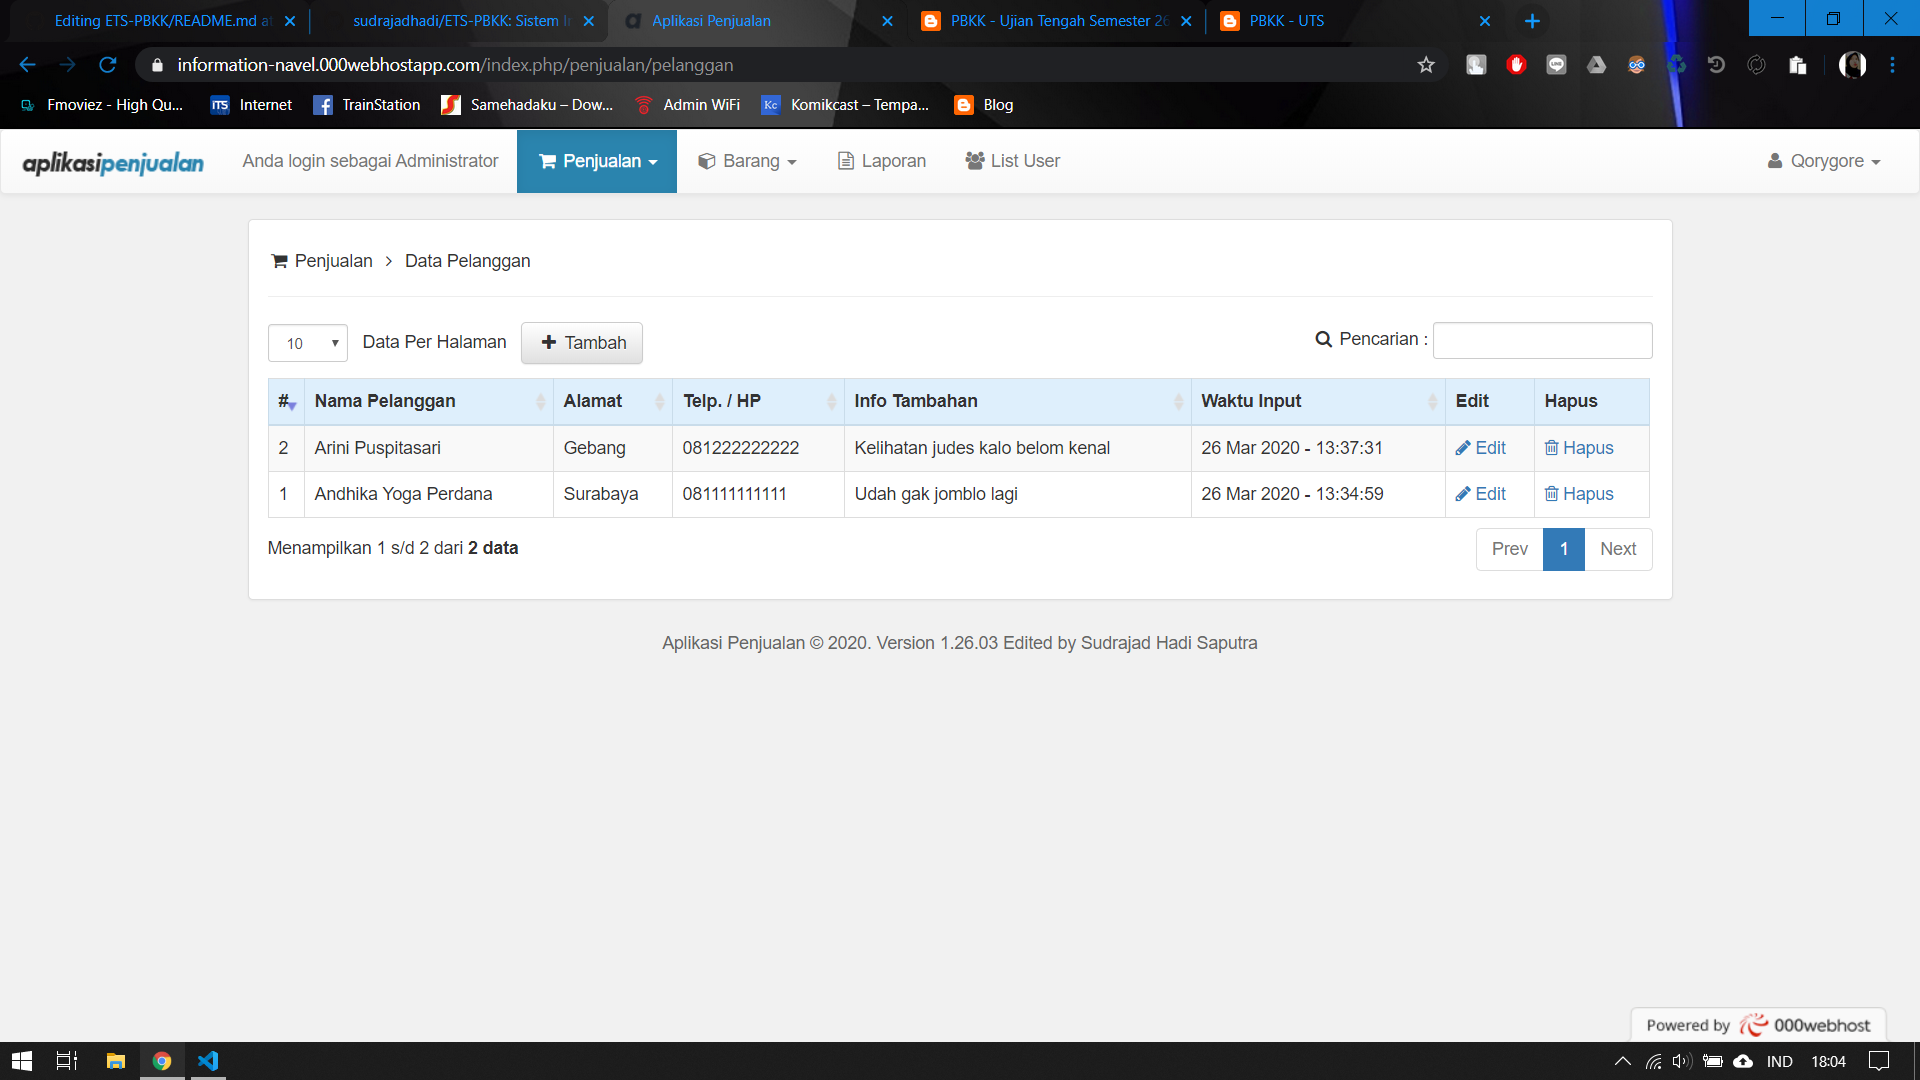 Editing ETS-PBKK/README.md a
sudrajadhadi/ETS-PBKK: Sistem I
Aplikasi Penjualan
PBKK - Ujian Tengah Semester 26
PBKK - UTS
information-navel.000webhostapp.com/index.php/penjualan/pelanggan
Fmoviez - High Qu...
Internet
TrainStation
Samehadaku – Dow...
Admin WiFi
Komikcast – Tempa...
Blog
aplikasipenjualan
Anda login sebagai Administrator
Penjualan
Barang
Laporan
List User
Qorygore
Penjualan > Data Pelanggan
10 Data Per Halaman
Tambah
Pencarian :
# Nama Pelanggan Alamat Telp. / HP Info Tambahan Waktu Input Edit Hapus
2 Arini Puspitasari Gebang 081222222222 Kelihatan judes kalo belom kenal 26 Mar 2020 - 13:37:31 Edit Hapus
1 Andhika Yoga Perdana Surabaya 081111111111 Udah gak jomblo lagi 26 Mar 2020 - 13:34:59 Edit Hapus
Menampilkan 1 s/d 2 dari 2 data
Prev 1 Next
Aplikasi Penjualan © 2020. Version 1.26.03 Edited by Sudrajad Hadi Saputra
Powered by 000webhost
IND 18:04